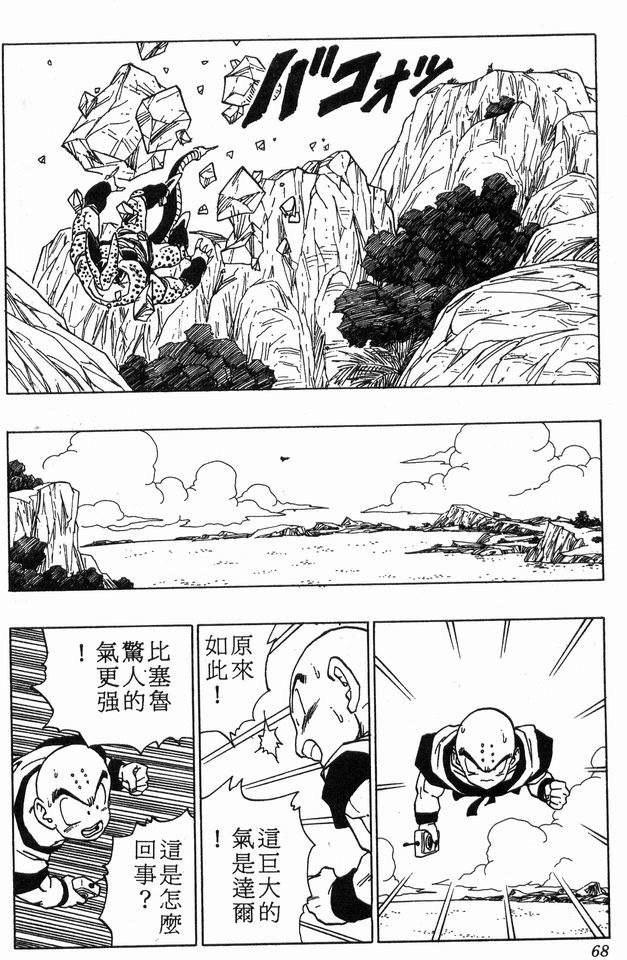 バコォッ
原來
如此！
這巨大的
氣是達爾
！
比塞魯
驚人的
氣更强
！
這是怎麼
回事？
68